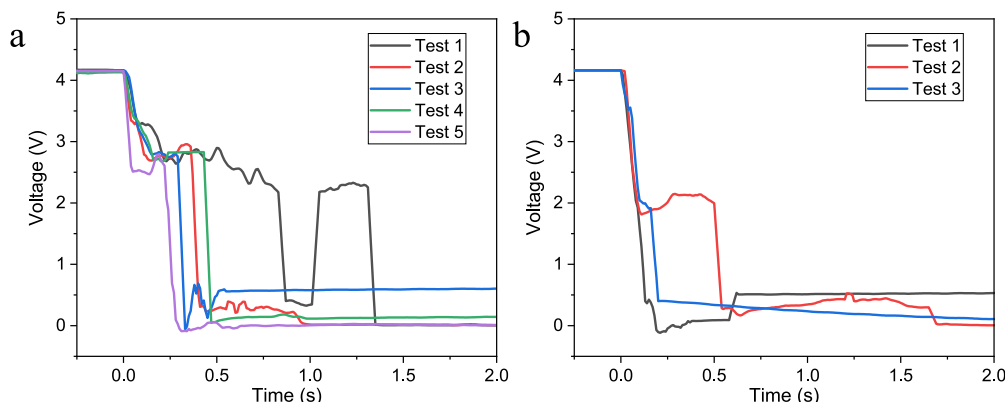 a
Voltage (V)
5
4
3
2
1
0
0.0 0.5 1.0 1.5 2.0
Time (s)
Test 1
Test 2
Test 3
Test 4
Test 5
b
Voltage (V)
5
4
3
2
1
0
0.0 0.5 1.0 1.5 2.0
Time (s)
Test 1
Test 2
Test 3